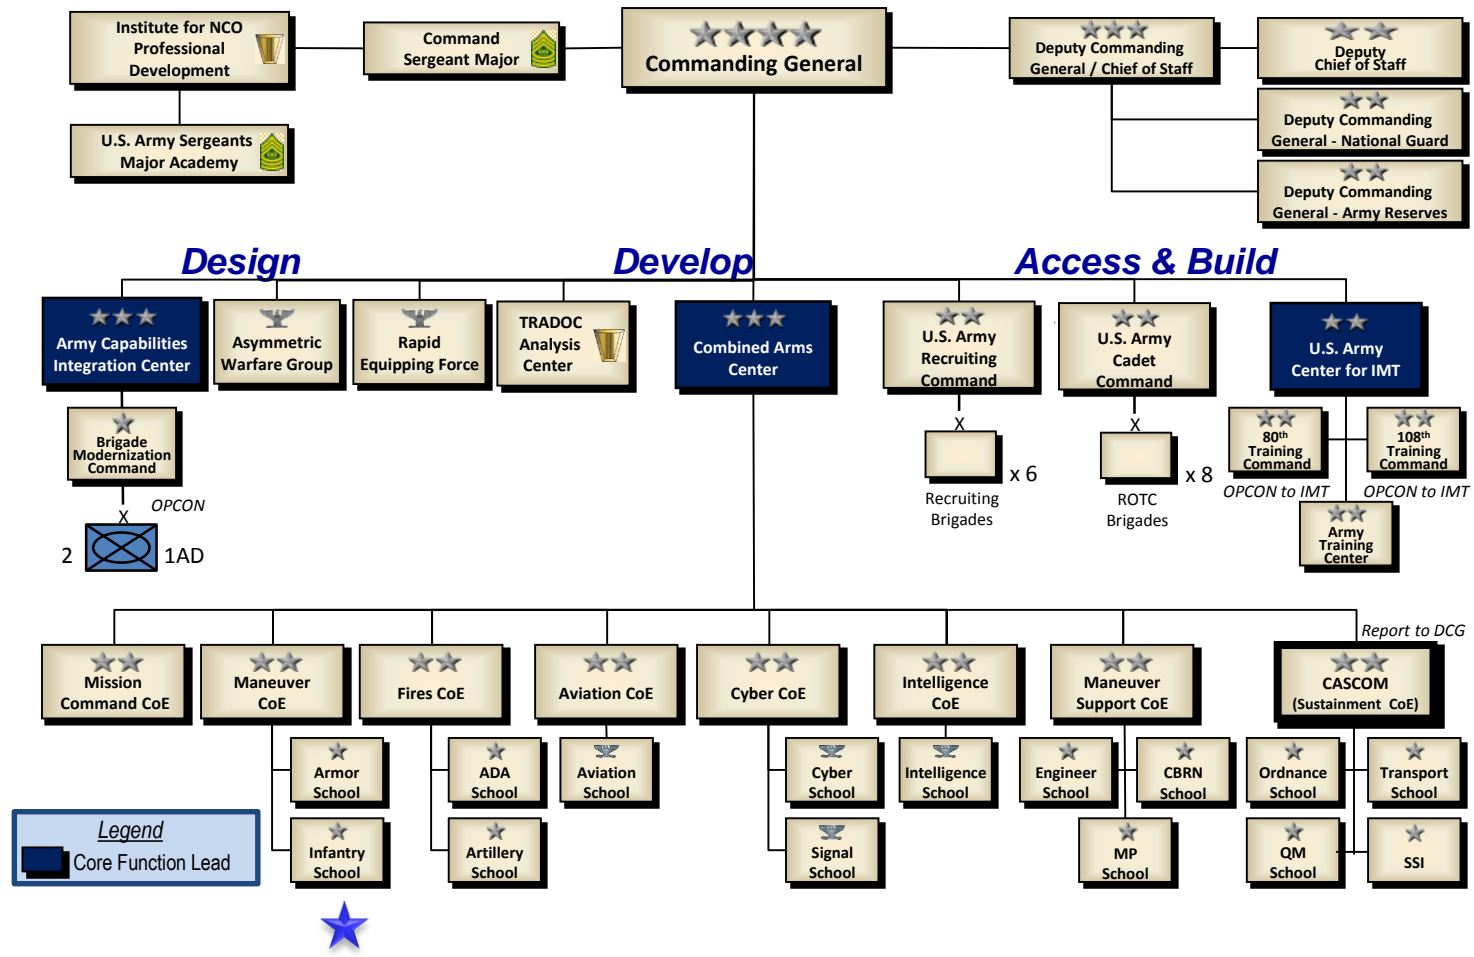 Institute for NCO
Professional
Development
Command
Sergeant Major
Commanding General
Deputy Commanding
General / Chief of Staff
Deputy
Chief of Staff
U.S. Army Sergeants
Major Academy
Deputy Commanding
General - National Guard
Deputy Commanding
General - Army Reserves
Design
Develop
Access & Build
Army Capabilities
Integration Center
Asymmetric
Warfare Group
Rapid
Equipping Force
TRADOC
Analysis
Center
Combined Arms
Center
U.S. Army
Recruiting
Command
U.S. Army
Cadet
Command
U.S. Army
Center for IMT
Brigade
Modernization
Command
OPCON
X
2
1AD
X
x 6
Recruiting
Brigades
X
x 8
ROTC
Brigades
80th
Training
Command
OPCON to IMT
108th
Training
Command
OPCON to IMT
Army
Training
Center
Report to DCG
Mission
Command CoE
Maneuver
CoE
Fires CoE
Aviation CoE
Cyber CoE
Intelligence
CoE
Maneuver
Support CoE
CASCOM
(Sustainment CoE)
Armor
School
ADA
School
Aviation
School
Cyber
School
Intelligence
School
Engineer
School
CBRN
School
Ordnance
School
Transport
School
Infantry
School
Artillery
School
Signal
School
MP
School
QM
School
SSI
Legend
Core Function Lead